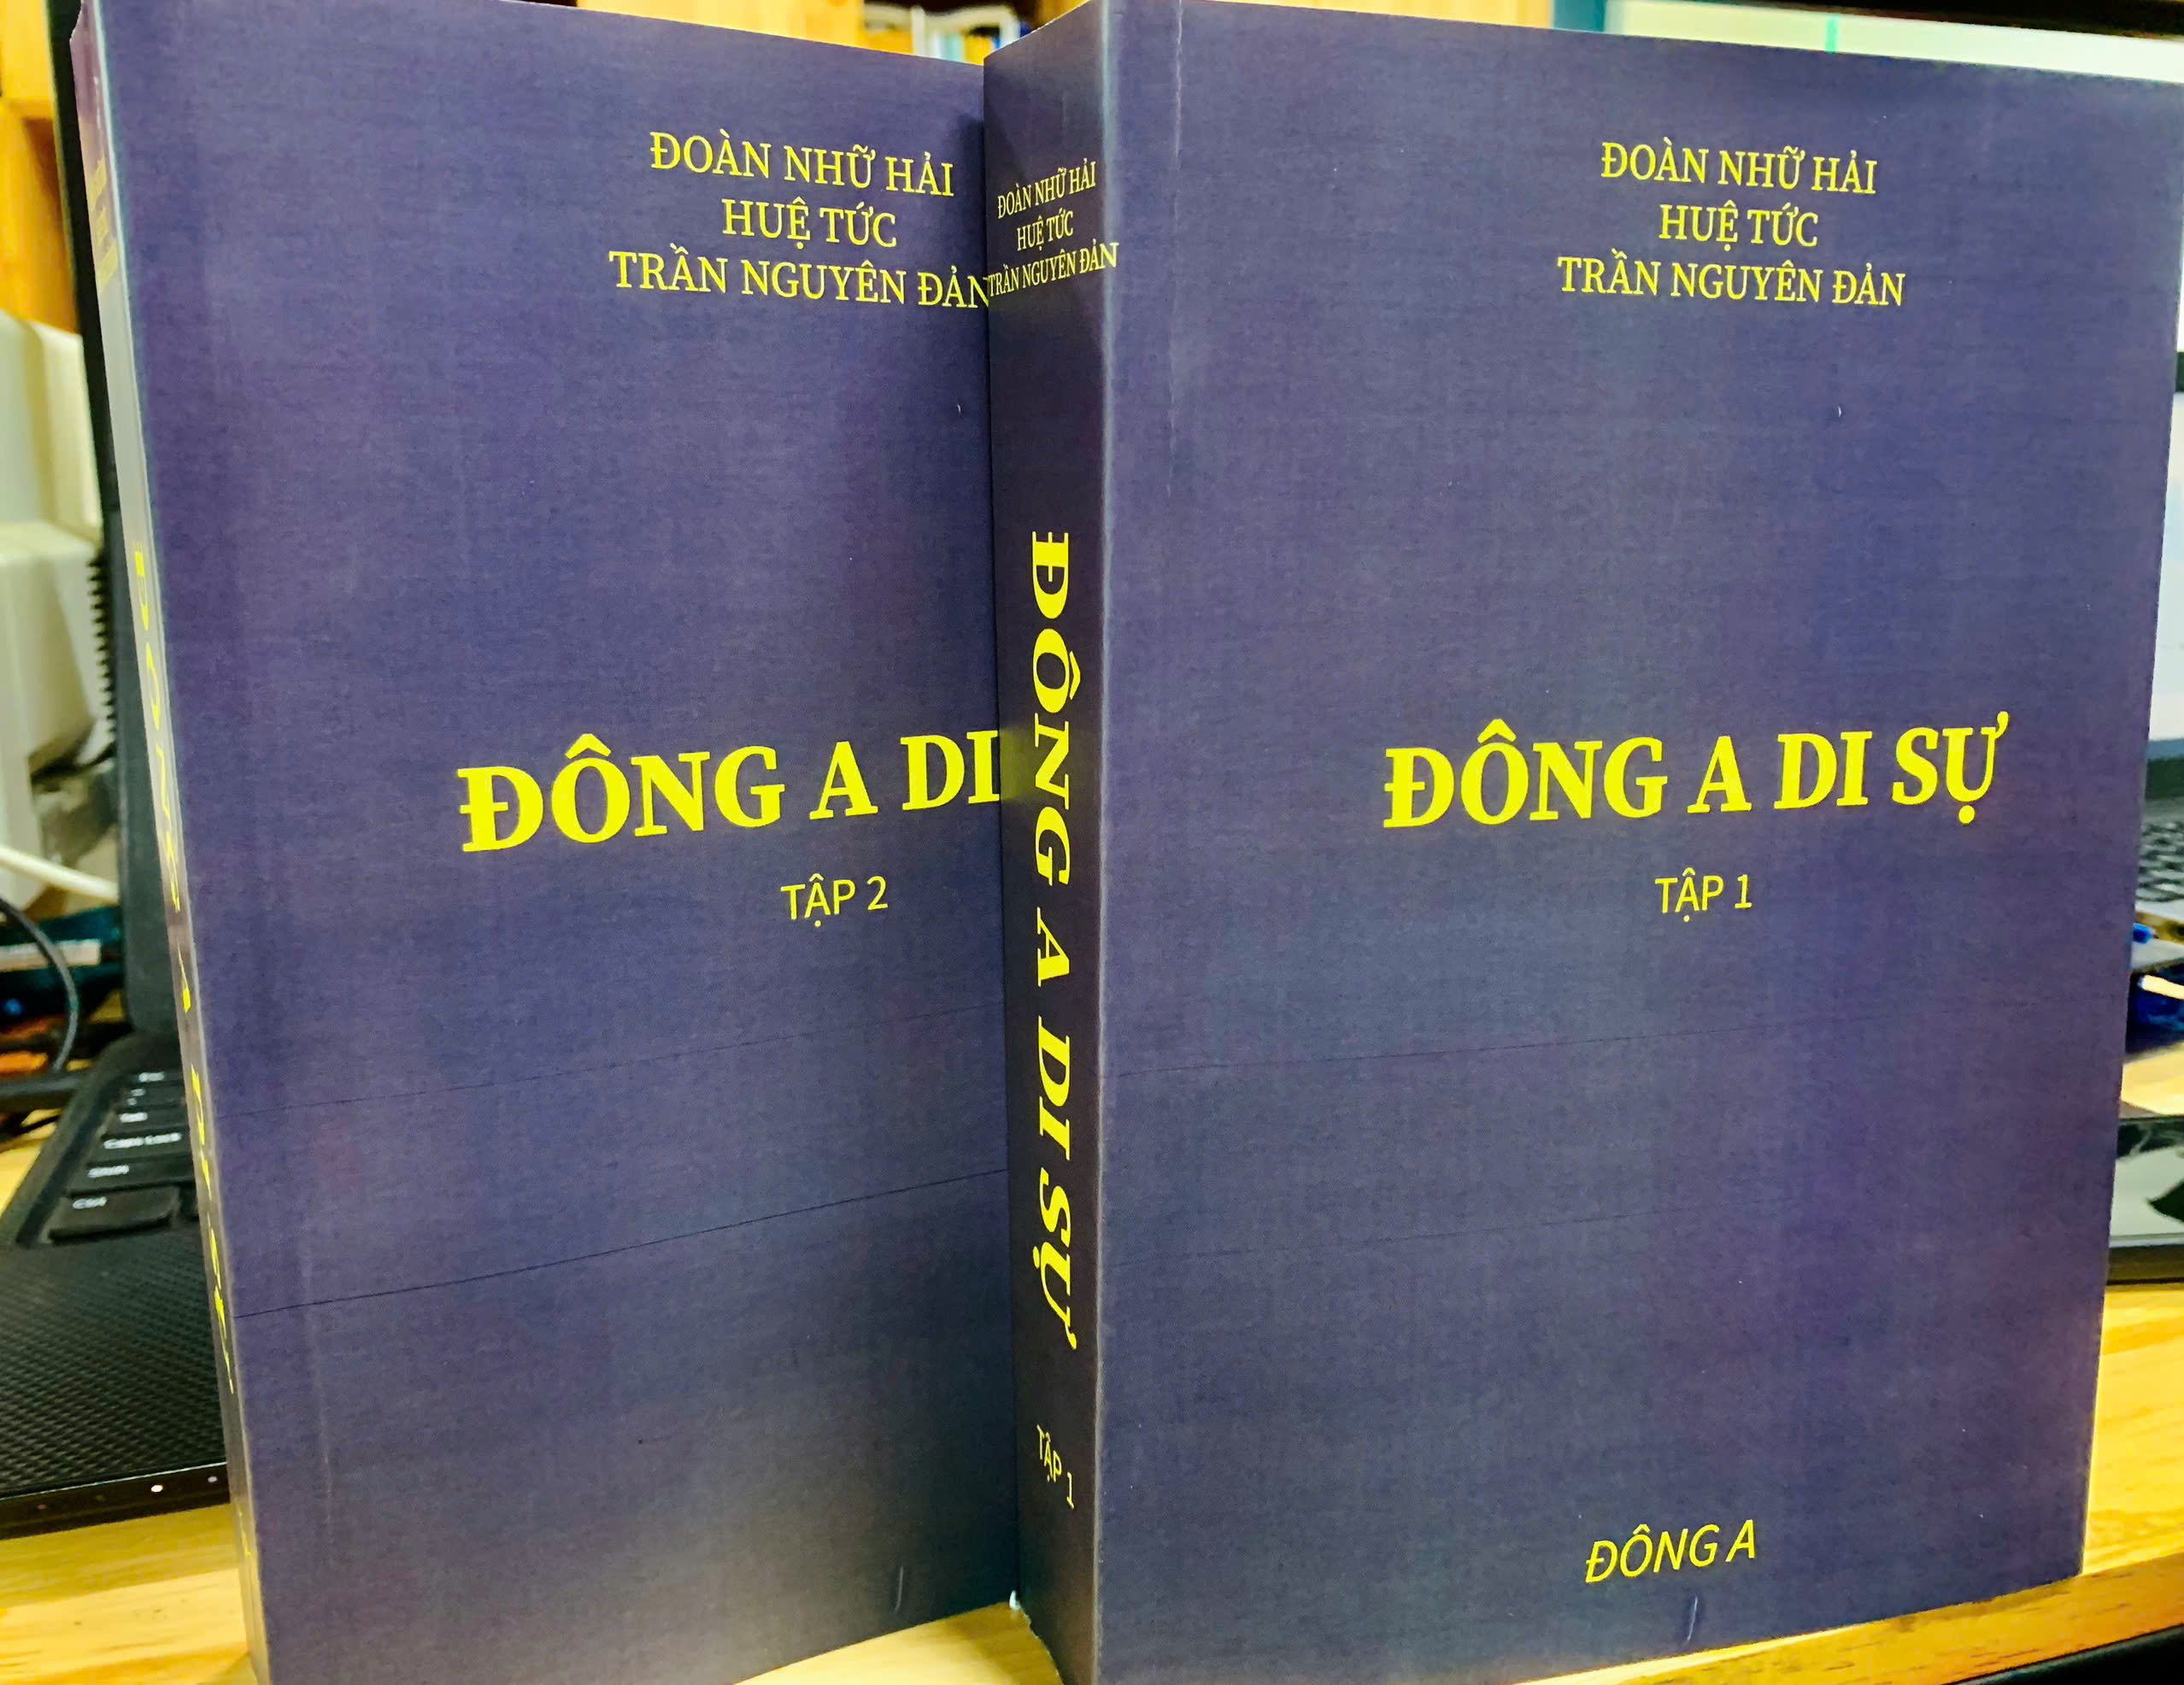 ĐOÀN NHỮ HẢI
HUỆ TỨC
TRẦN NGUYÊN ĐẢN
ĐÔNG A DI
TẬP 2
ĐOÀN NHỮ HẢI
HUỆ TỨC
TRẦN NGUYÊN ĐẢN
ĐÔNG A DI SỰ
TẬP 1
ĐOÀN NHỮ HẢI
HUỆ TỨC
TRẦN NGUYÊN ĐẢN
ĐÔNG A DI SỰ
TẬP 1
ĐÔNG A